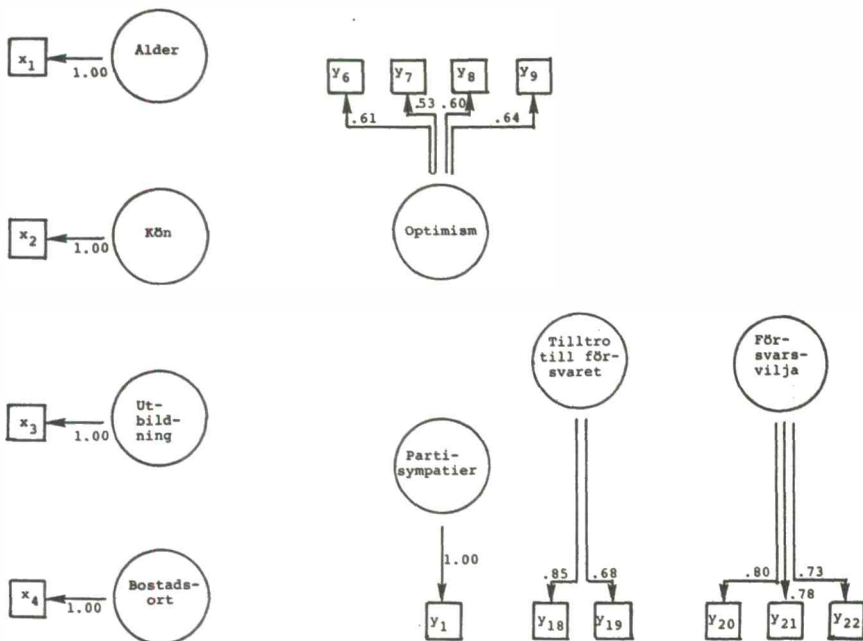 x1
1.00
Ålder
y6
y7
y8
y9
.61
.53
.60
.64
x2
1.00
Kön
Optimism
x3
1.00
Ut-
bild-
ning
Parti-
sympatier
1.00
y1
Tilltro
till för-
svaret
.85
.68
y18
y19
För-
svars-
vilja
.80
.78
.73
y20
y21
y22
x4
1.00
Bostads-
ort